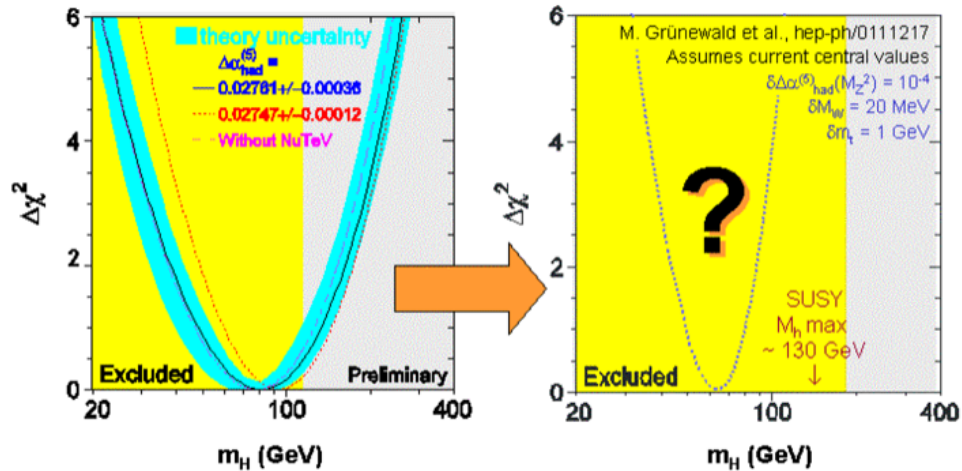 6
4
2
0
Δχ²
theory uncertainty
Δα(5)had =
0.02761+/-0.00036
0.02747+/-0.00012
Without NuTeV
Excluded
Preliminary
20
100
400
mH (GeV)
6
4
2
0
Δχ²
M. Grünewald et al., hep-ph/0111217
Assumes current central values
δΔα(5)had(MZ2) = 10-4
δMW = 20 MeV
δmt = 1 GeV
?
SUSY
Mh max
~ 130 GeV
Excluded
20
100
400
mH (GeV)